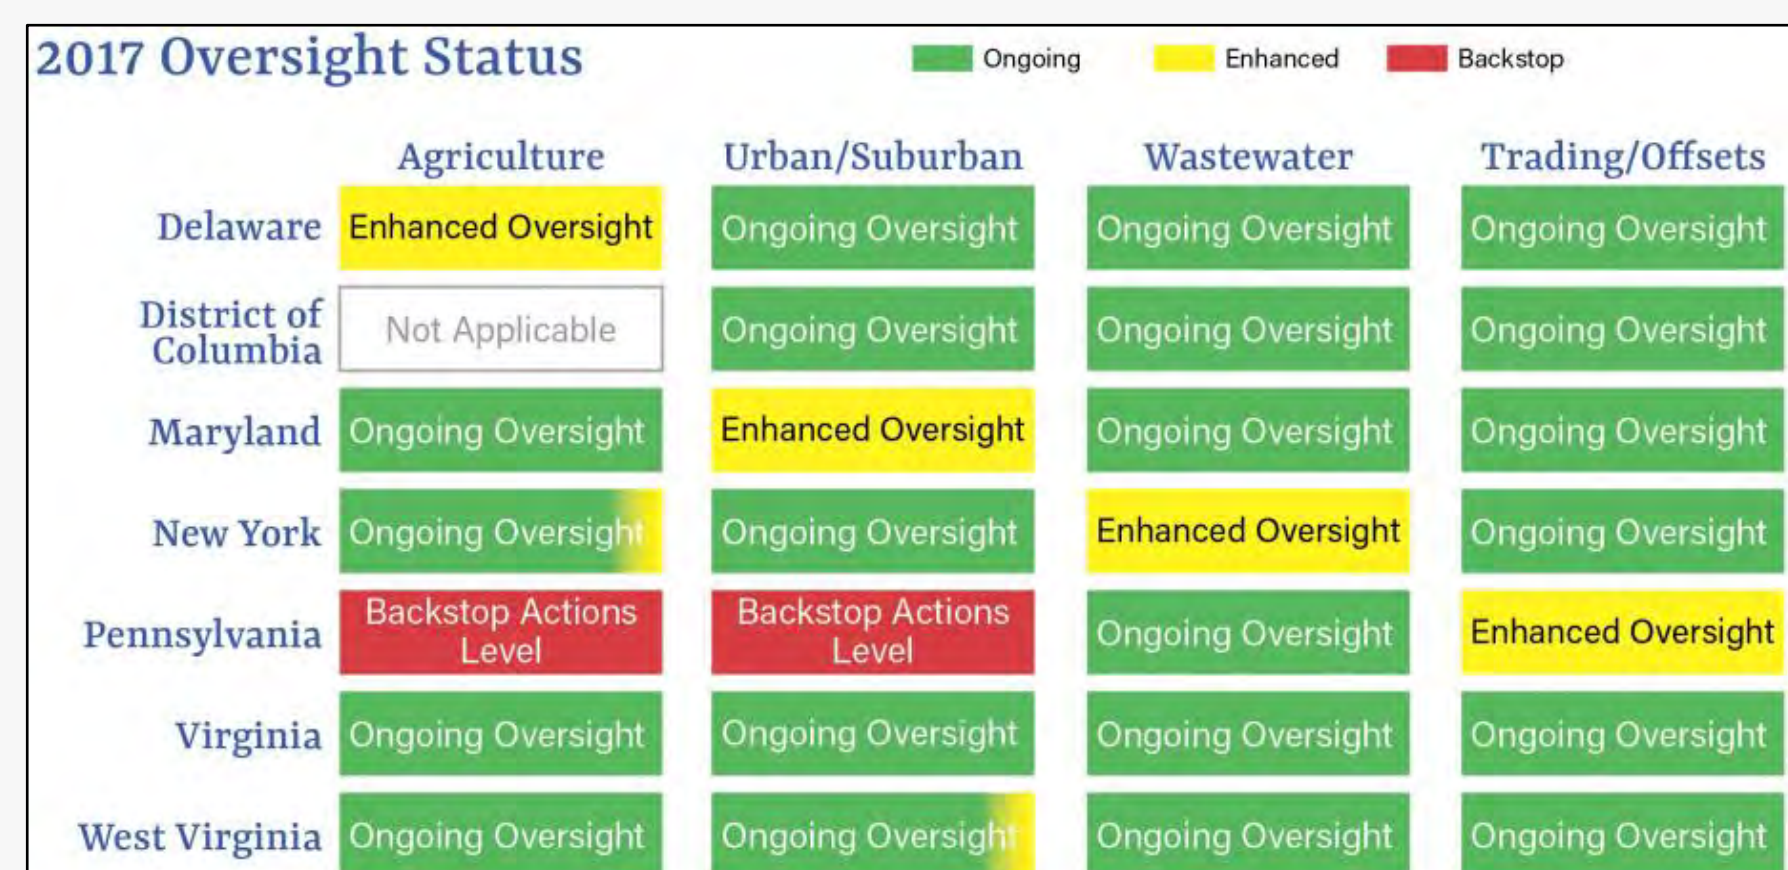 2017 Oversight Status
Ongoing
Enhanced
Backstop
Agriculture
Urban/Suburban
Wastewater
Trading/Offsets
Delaware
Enhanced Oversight
Ongoing Oversight
Ongoing Oversight
Ongoing Oversight
District of
Columbia
Not Applicable
Ongoing Oversight
Ongoing Oversight
Ongoing Oversight
Maryland
Ongoing Oversight
Enhanced Oversight
Ongoing Oversight
Ongoing Oversight
New York
Ongoing Oversight
Ongoing Oversight
Enhanced Oversight
Ongoing Oversight
Pennsylvania
Backstop Actions
Level
Backstop Actions
Level
Ongoing Oversight
Enhanced Oversight
Virginia
Ongoing Oversight
Ongoing Oversight
Ongoing Oversight
Ongoing Oversight
West Virginia
Ongoing Oversight
Ongoing Oversight
Ongoing Oversight
Ongoing Oversight